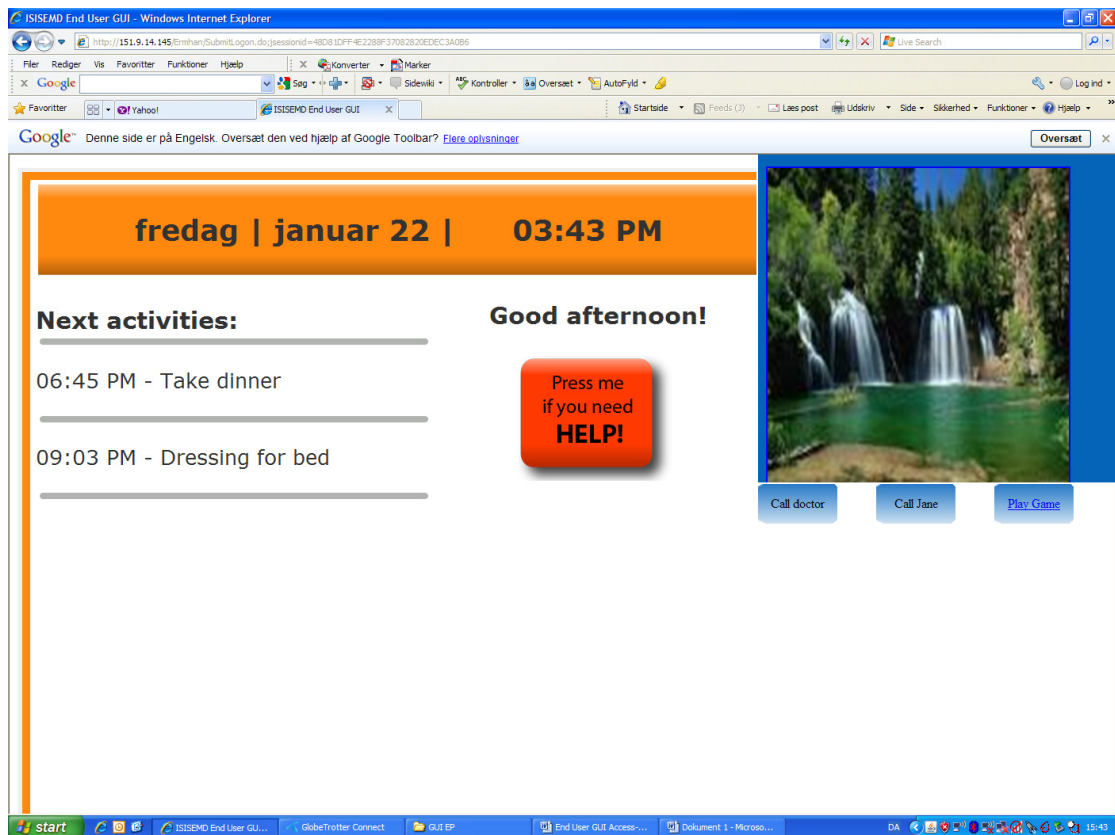 ISISEMD End User GUI - Windows Internet Explorer
http://151.9.14.145/Ermhan/SubmitLogon.do;jsessionid=48D81DFF4E2288F37082820EDEC3A0B6
Live Search
Filer Rediger Vis Favoritter Funktioner Hjælp
x Konverter Marker
x Google Søg Sidewiki Kontroller Oversæt AutoFyld Log ind
Favoritter Yahoo! ISISEMD End User GUI X Startside Feeds (J) Læs post Udskriv Side Sikkerhed Funktioner Hjælp »
Google Denne side er på Engelsk. Oversæt den ved hjælp af Google Toolbar? Flere oplysninger Oversæt
fredag | januar 22 | 03:43 PM
Next activities:
06:45 PM - Take dinner
09:03 PM - Dressing for bed
Good afternoon!
Press me
if you need
HELP!
Call doctor Call Jane Play Game
start ISISEMD End User GU... GlobeTrotter Connect GUI EP End User GUI Access-... Dokument 1 - Microso... DA 15:43